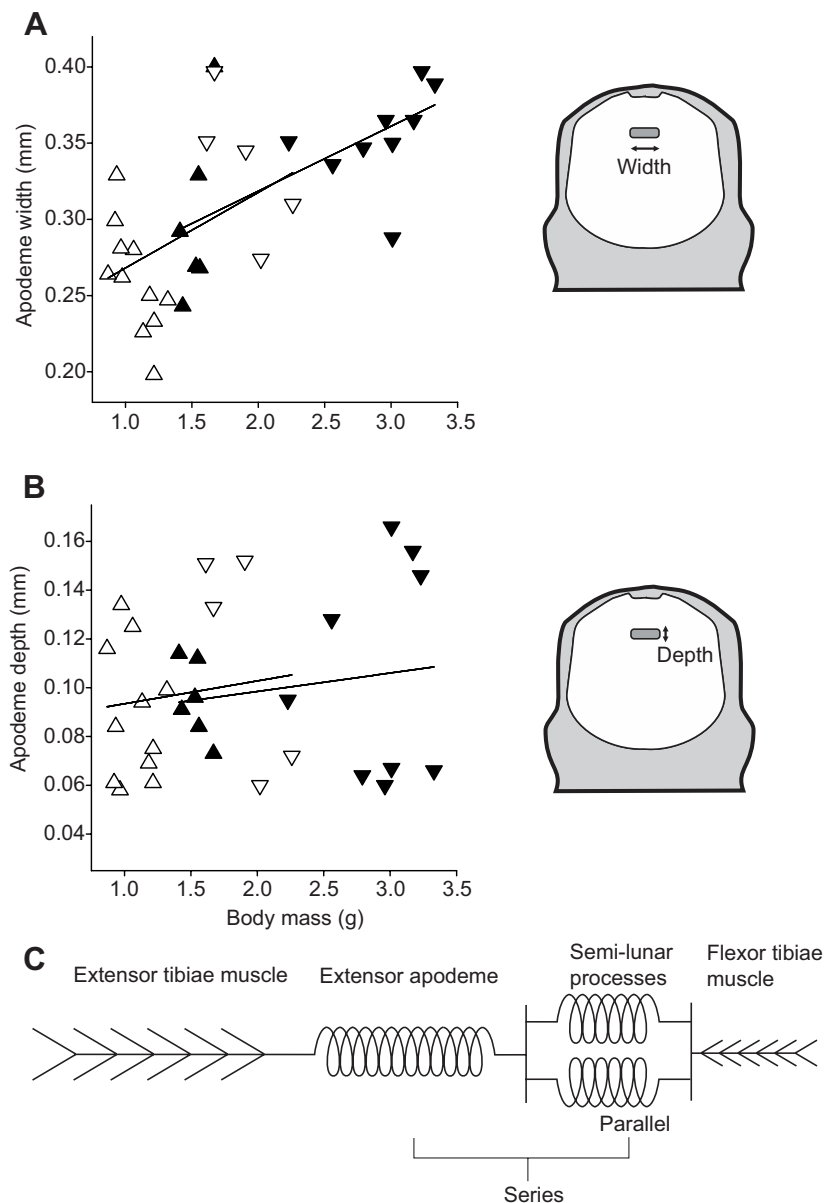 A
Apodeme width (mm)
0.40
0.35
0.30
0.25
0.20
1.0 1.5 2.0 2.5 3.0 3.5
Width
B
Apodeme depth (mm)
0.16
0.14
0.12
0.10
0.08
0.06
0.04
1.0 1.5 2.0 2.5 3.0 3.5
Body mass (g)
Depth
C
Extensor tibiae muscle
Extensor apodeme
Semi-lunar
processes
Flexor tibiae
muscle
Parallel
Series